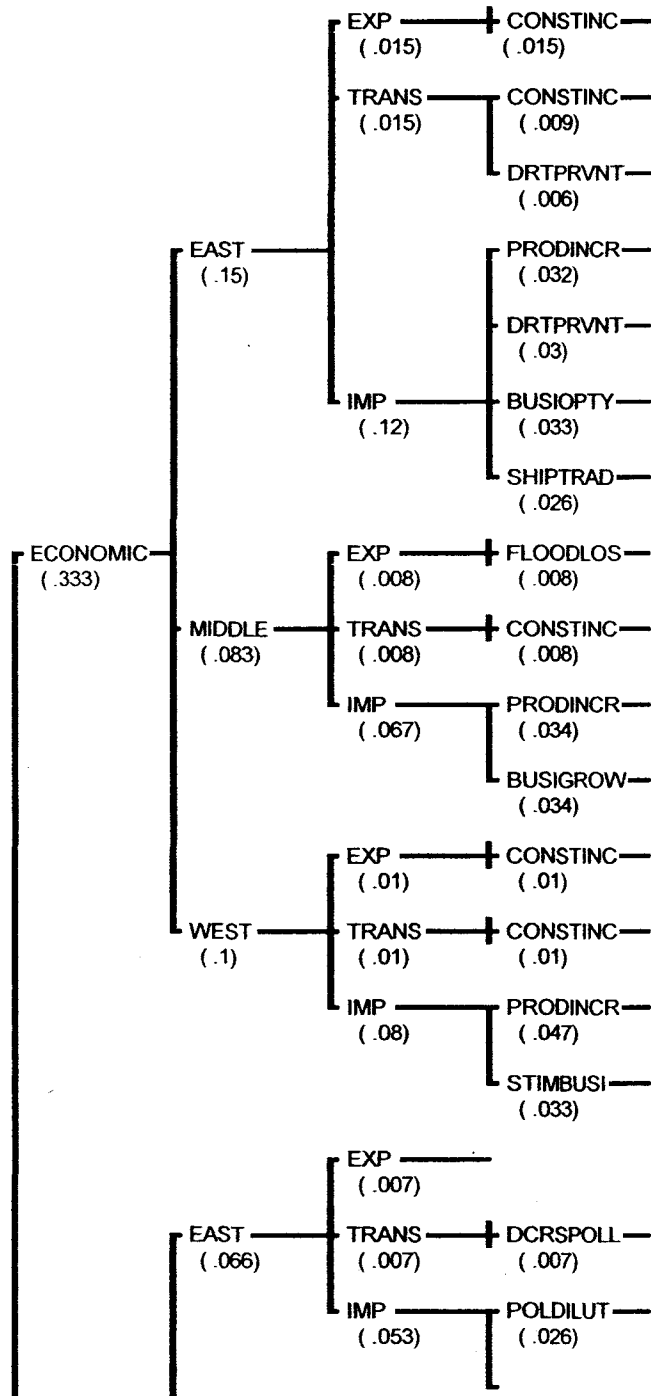 EXP CONSTINC
( .015) ( .015)
TRANS CONSTINC
( .015) ( .009)
DRTPRVNT
( .006)
EAST PRODINCR
( .15) ( .032)
DRTPRVNT
( .03)
IMP BUSIOPTY
( .12) ( .033)
SHIPTRAD
( .026)
ECONOMIC EXP FLOODLOS
( .333) ( .008) ( .008)
MIDDLE TRANS CONSTINC
( .083) ( .008) ( .008)
IMP PRODINCR
( .067) ( .034)
BUSIGROW
( .034)
EXP CONSTINC
( .01) ( .01)
WEST TRANS CONSTINC
( .1) ( .01) ( .01)
IMP PRODINCR
( .08) ( .047)
STIMBUSI
( .033)
EXP
( .007)
EAST TRANS DCRSPOLL
( .066) ( .007) ( .007)
IMP POLDILUT
( .053) ( .026)